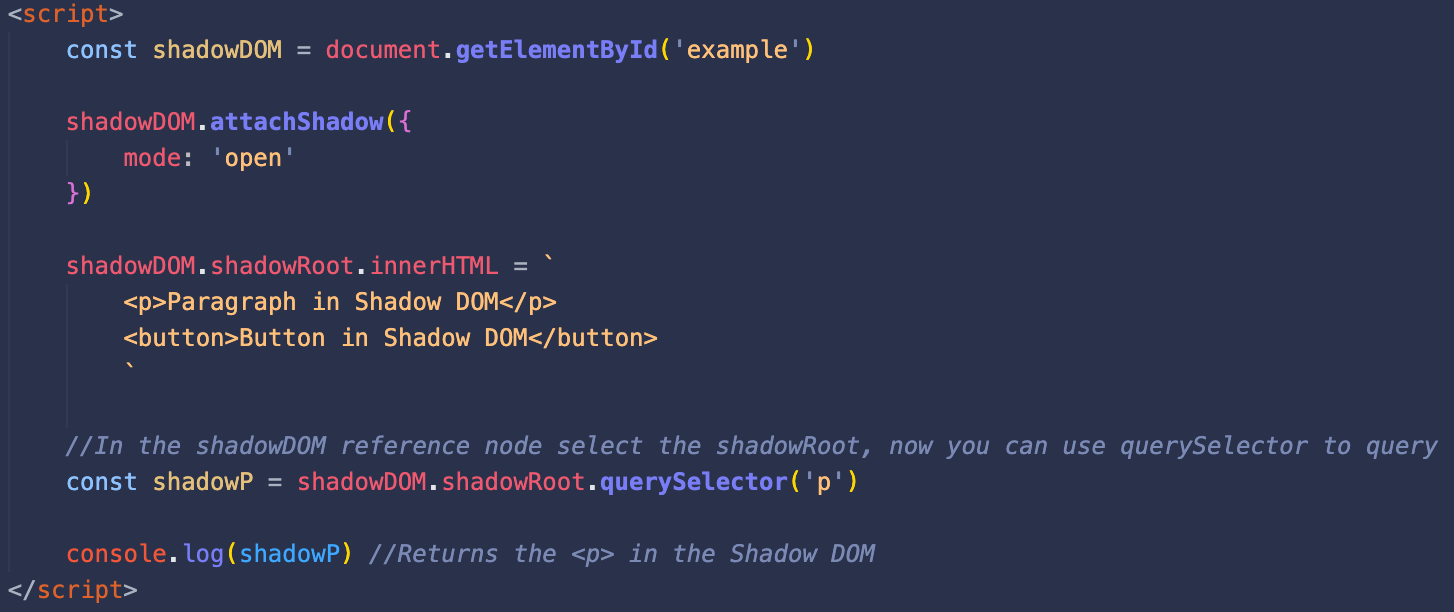 <script>
const shadowDOM = document.getElementById('example')
shadowDOM.attachShadow({
mode: 'open'
})
shadowDOM.shadowRoot.innerHTML = `
<p>Paragraph in Shadow DOM</p>
<button>Button in Shadow DOM</button>
`
//In the shadowDOM reference node select the shadowRoot, now you can use querySelector to query
const shadowP = shadowDOM.shadowRoot.querySelector('p')
console.log(shadowP) //Returns the <p> in the Shadow DOM
</script>